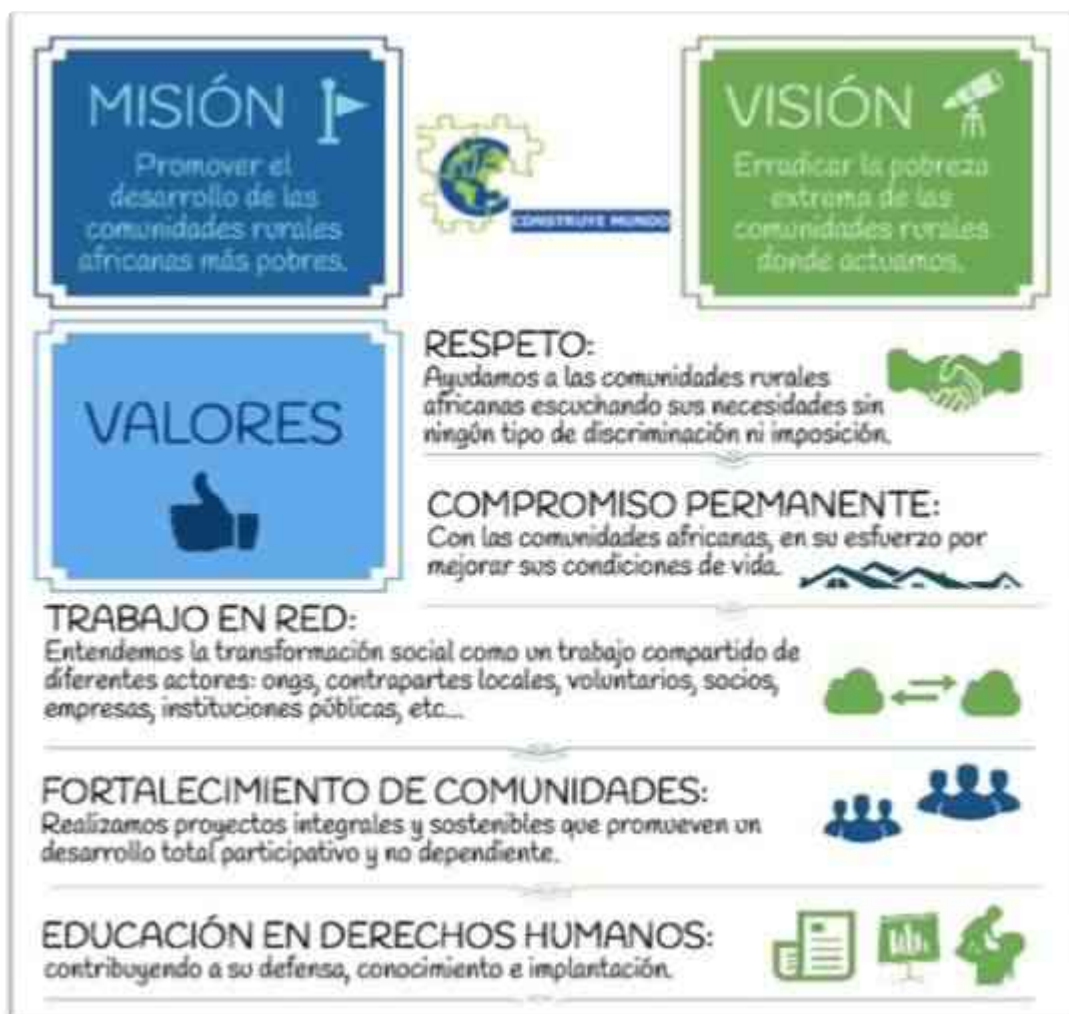 MISIÓN
Promover el
desarrollo de las
comunidades rurales
africanas más pobres.
CONSTRUYE MUNDO
VISIÓN
Erradicar la pobreza
extrema de las
comunidades rurales
donde actuamos.
VALORES
RESPETO:
Ayudamos a las comunidades rurales
africanas escuchando sus necesidades sin
ningún tipo de discriminación ni imposición.
COMPROMISO PERMANENTE:
Con las comunidades africanas, en su esfuerzo por
mejorar sus condiciones de vida.
TRABAJO EN RED:
Entendemos la transformación social como un trabajo compartido de
diferentes actores: ongs, contrapartes locales, voluntarios, socios,
empresas, instituciones públicas, etc...
FORTALECIMIENTO DE COMUNIDADES:
Realizamos proyectos integrales y sostenibles que promueven un
desarrollo total participativo y no dependiente.
EDUCACIÓN EN DERECHOS HUMANOS:
contribuyendo a su defensa, conocimiento e implantación.